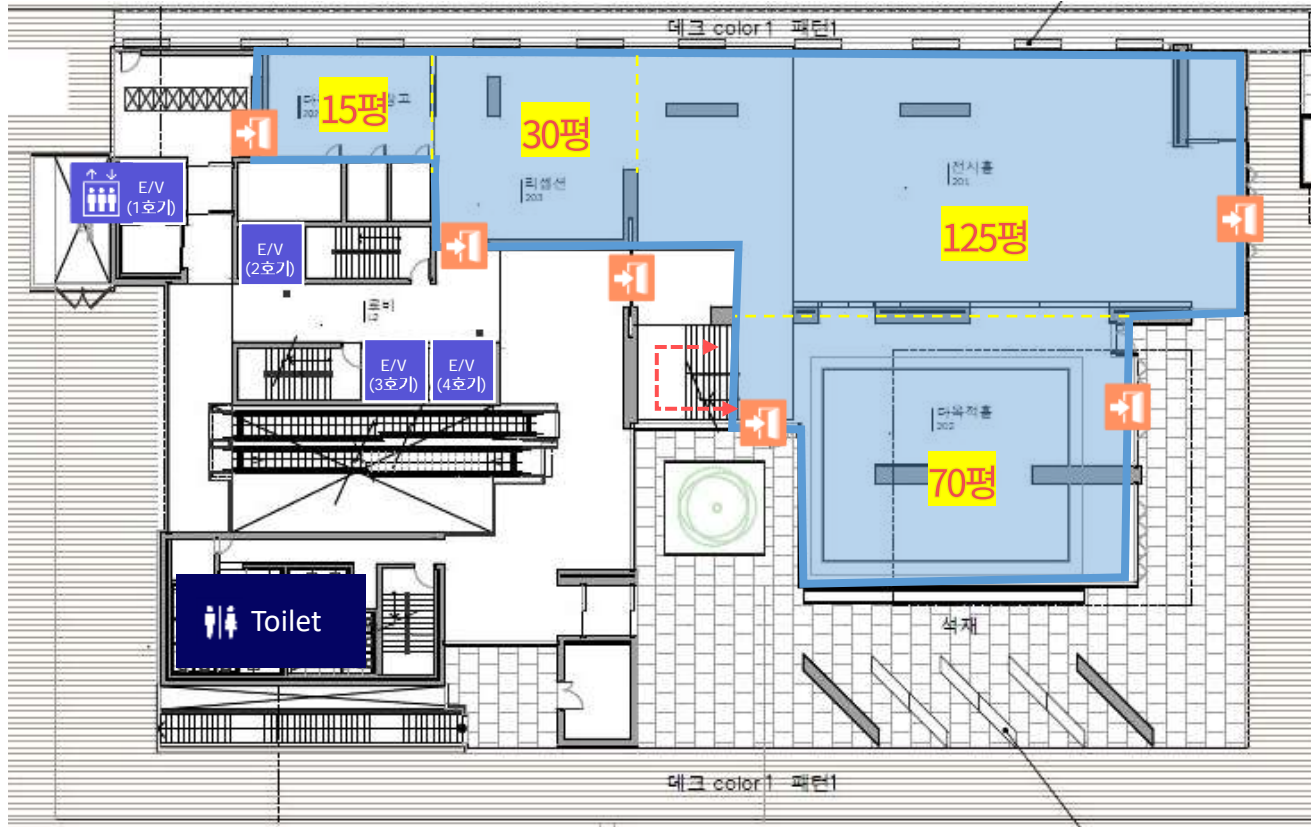 데크 color1 패턴1
15평
30평
리셉션
203
전시홀
201
125평
E/V
(1호기)
E/V
(2호기)
로비
E/V
(3호기)
E/V
(4호기)
다목적홀
202
70평
Toilet
석재
데크 color1 패턴1